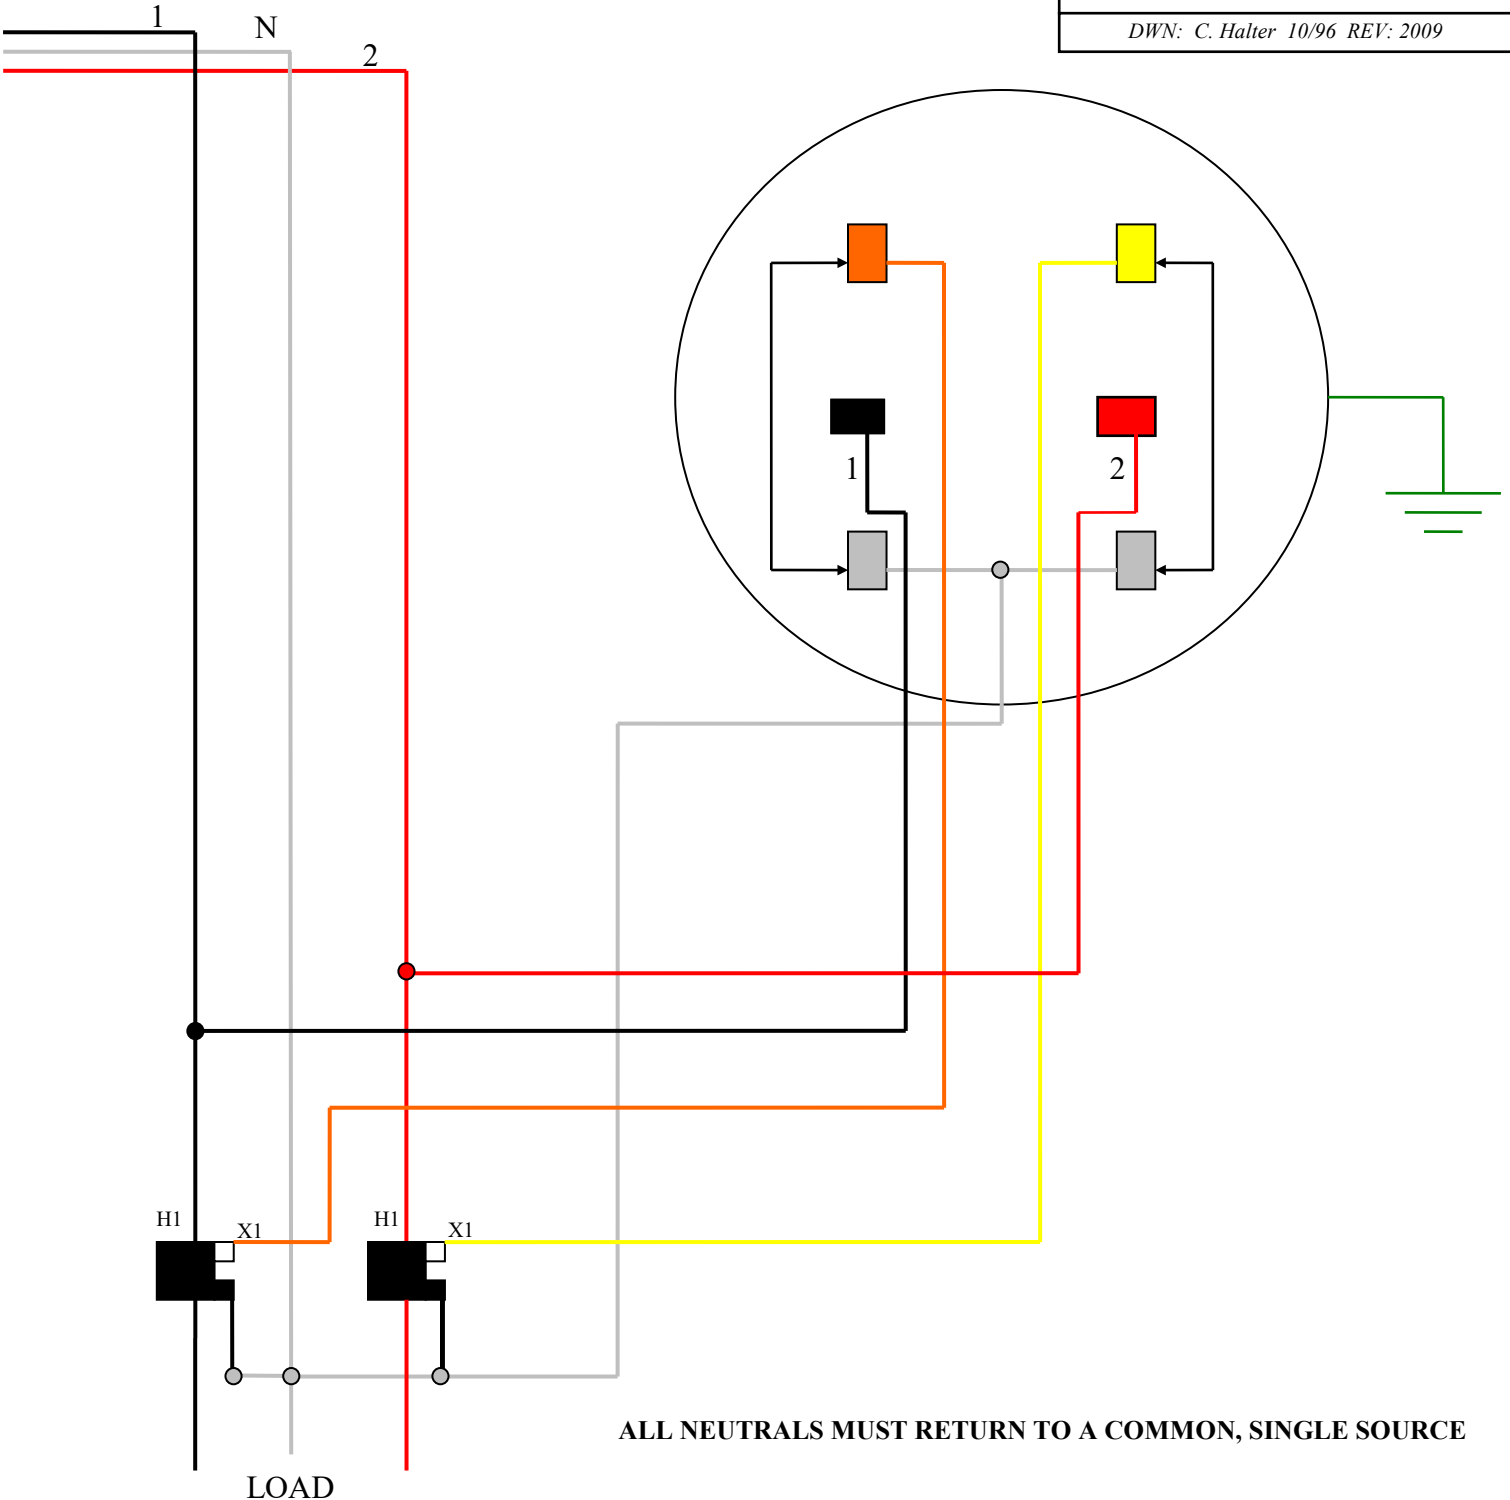 1
N
2
DWN: C. Halter 10/96 REV: 2009
1
2
H1
X1
H1
X1
ALL NEUTRALS MUST RETURN TO A COMMON, SINGLE SOURCE
LOAD